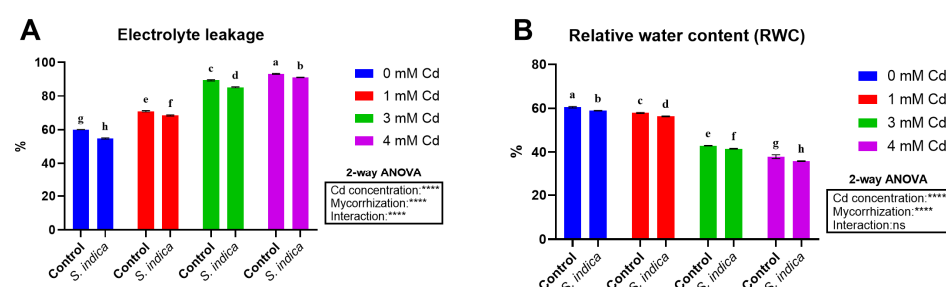 A
Electrolyte leakage
%
100
80
60
40
20
0
g h e f c d a b
Control S. indica Control S. indica Control S. indica Control S. indica
0 mM Cd
1 mM Cd
3 mM Cd
4 mM Cd
2-way ANOVA
Cd concentration:****
Mycorrhization:****
Interaction:****
B
Relative water content (RWC)
%
80
60
40
20
0
a b c d e f g h
Control S. indica Control S. indica Control S. indica Control S. indica
0 mM Cd
1 mM Cd
3 mM Cd
4 mM Cd
2-way ANOVA
Cd concentration:****
Mycorrhization:****
Interaction:ns